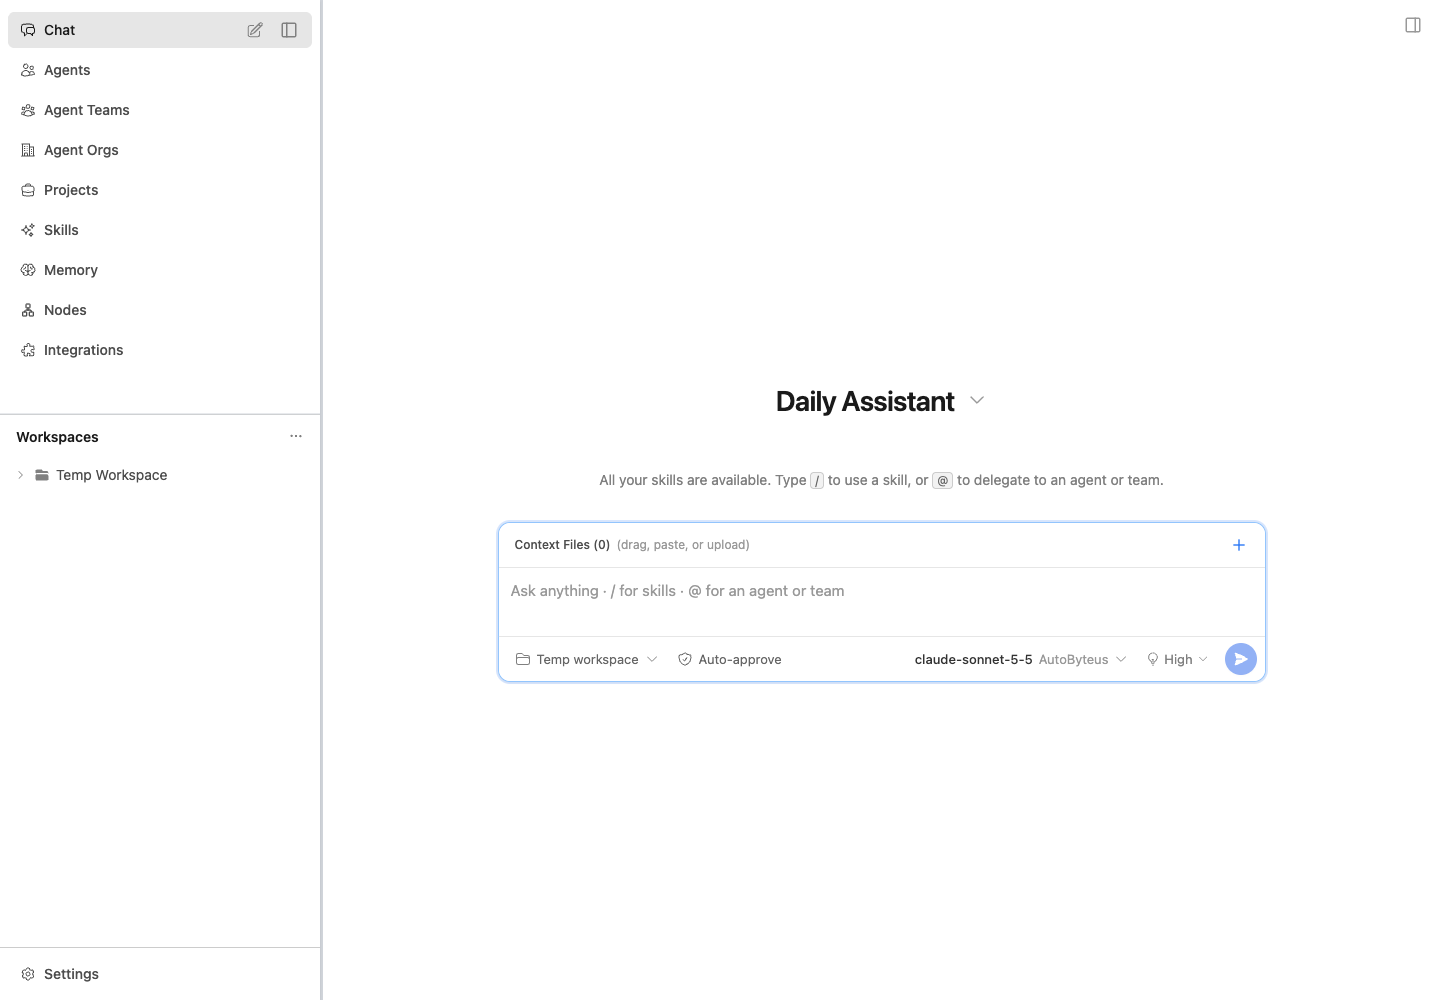 Chat
Agents
Agent Teams
Agent Orgs
Projects
Skills
Memory
Nodes
Integrations
Workspaces
Temp Workspace
Settings
Daily Assistant
All your skills are available. Type / to use a skill, or @ to delegate to an agent or team.
Context Files (0) (drag, paste, or upload)
Ask anything · / for skills · @ for an agent or team
Temp workspace Auto-approve claude-sonnet-5-5 AutoByteus High